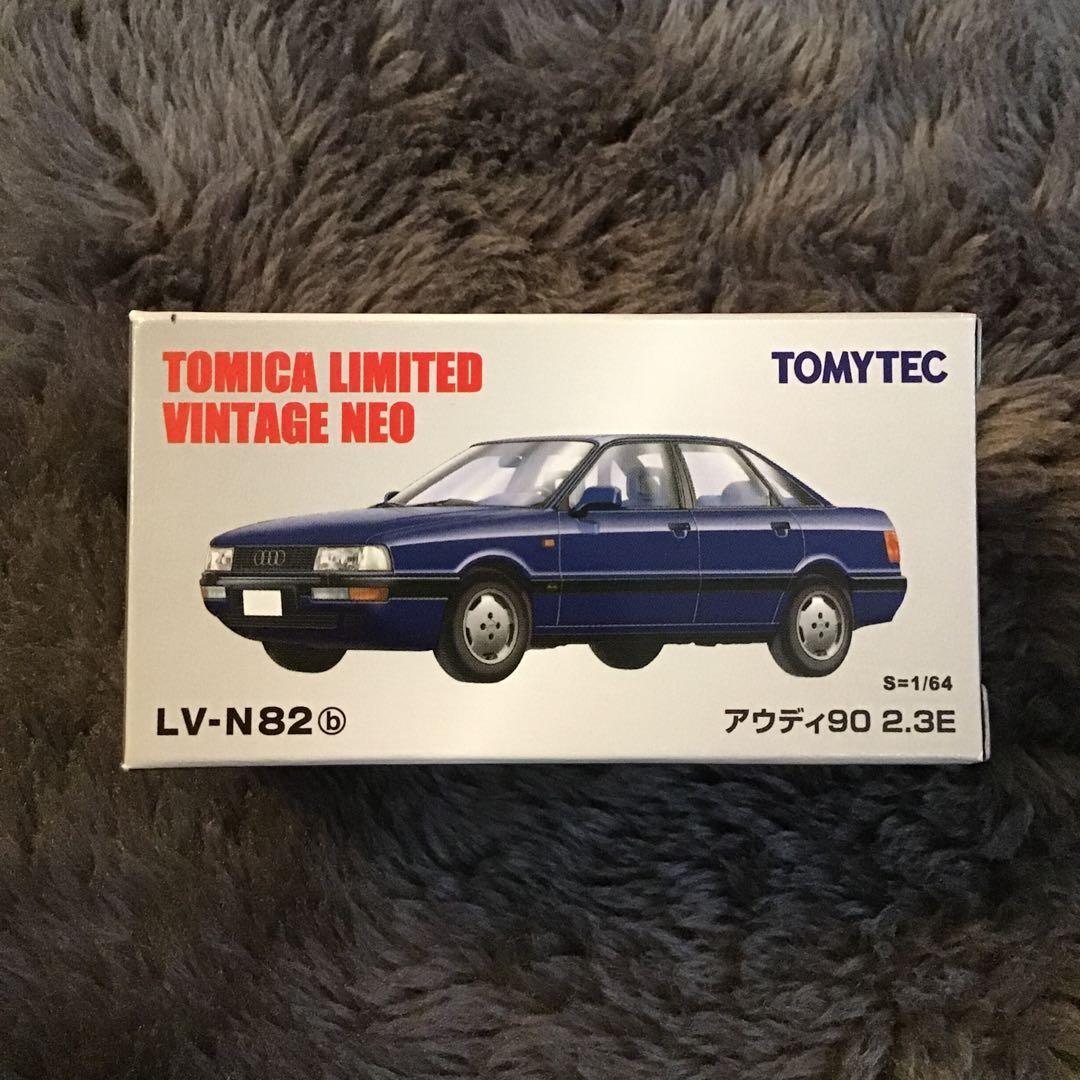 TOMICA LIMITED
VINTAGE NEO
TOMYTEC
S=1/64
LV-N82ⓑ
アウディ90 2.3E